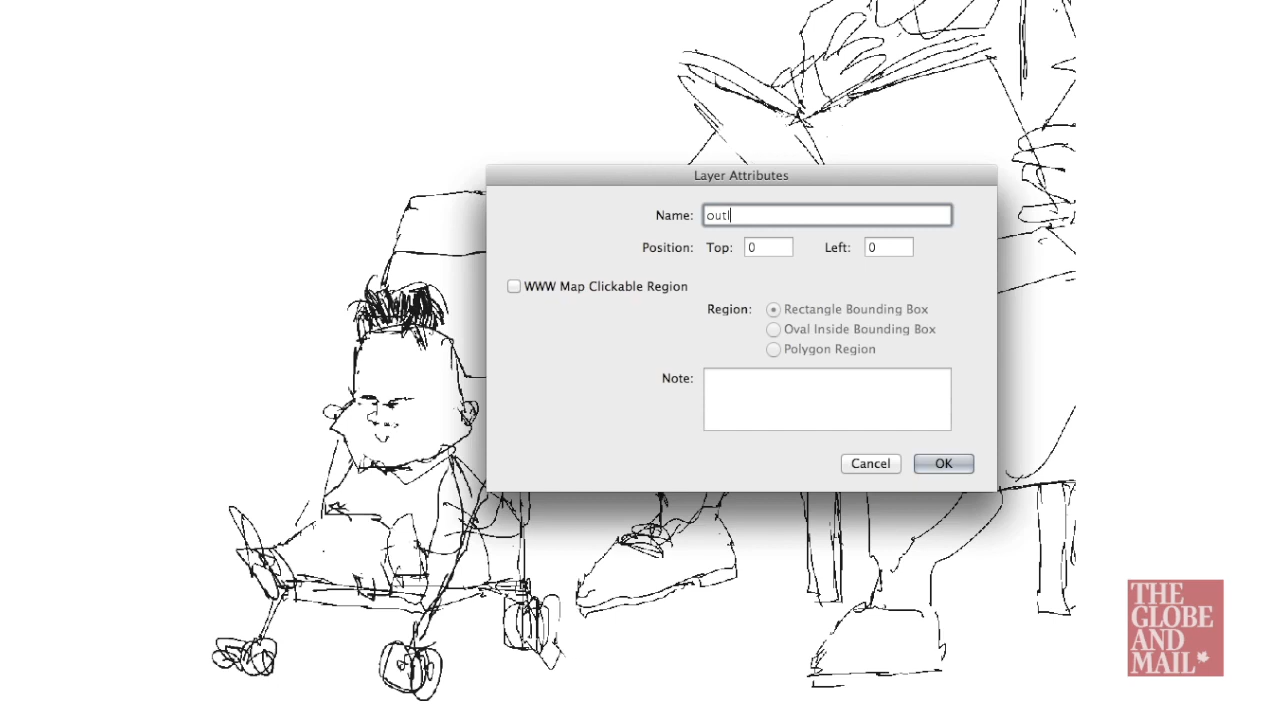 Layer Attributes
Name: outl
Position: Top: 0 Left: 0
WWW Map Clickable Region
Region: Rectangle Bounding Box
Oval Inside Bounding Box
Polygon Region
Note:
Cancel OK
THE
GLOBE
AND
MAIL